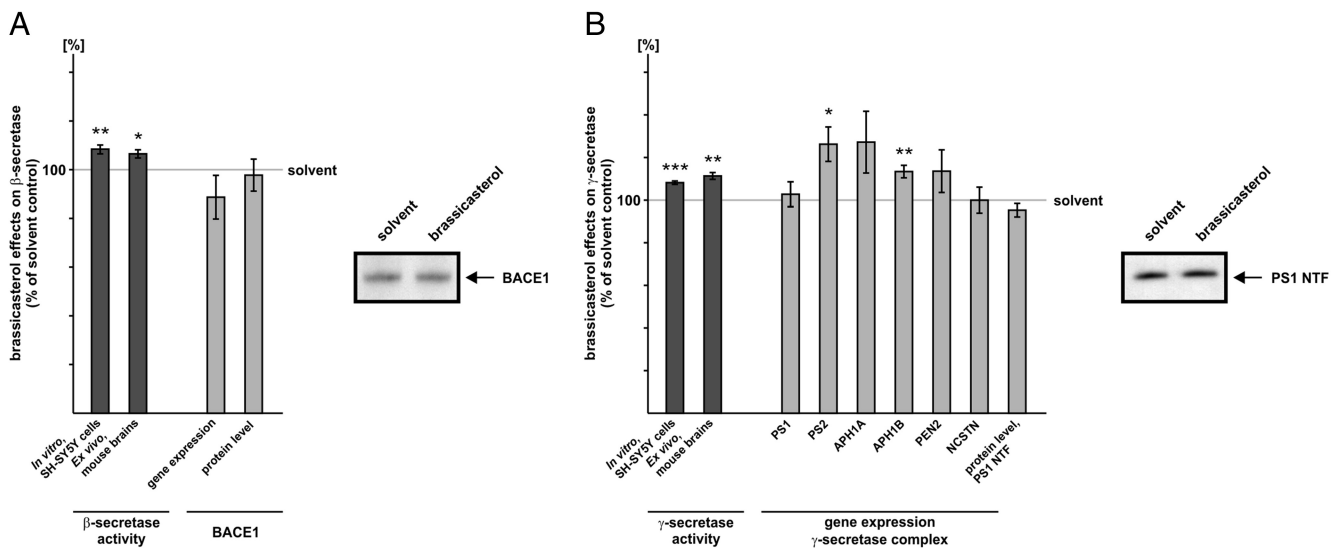 A
[%]
brassicasterol effects on β-secretase
(% of solvent control)
100
**
*
solvent
In vitro,
SH-SY5Y cells
Ex vivo,
mouse brains
gene expression
protein level
β-secretase
activity
BACE1
solvent
brassicasterol
BACE1
B
[%]
brassicasterol effects on γ-secretase
(% of solvent control)
100
***
**
*
**
solvent
In vitro,
SH-SY5Y cells
Ex vivo,
mouse brains
PS1
PS2
APH1A
APH1B
PEN2
NCSTN
protein level,
PS1 NTF
γ-secretase
activity
gene expression
γ-secretase complex
solvent
brassicasterol
PS1 NTF